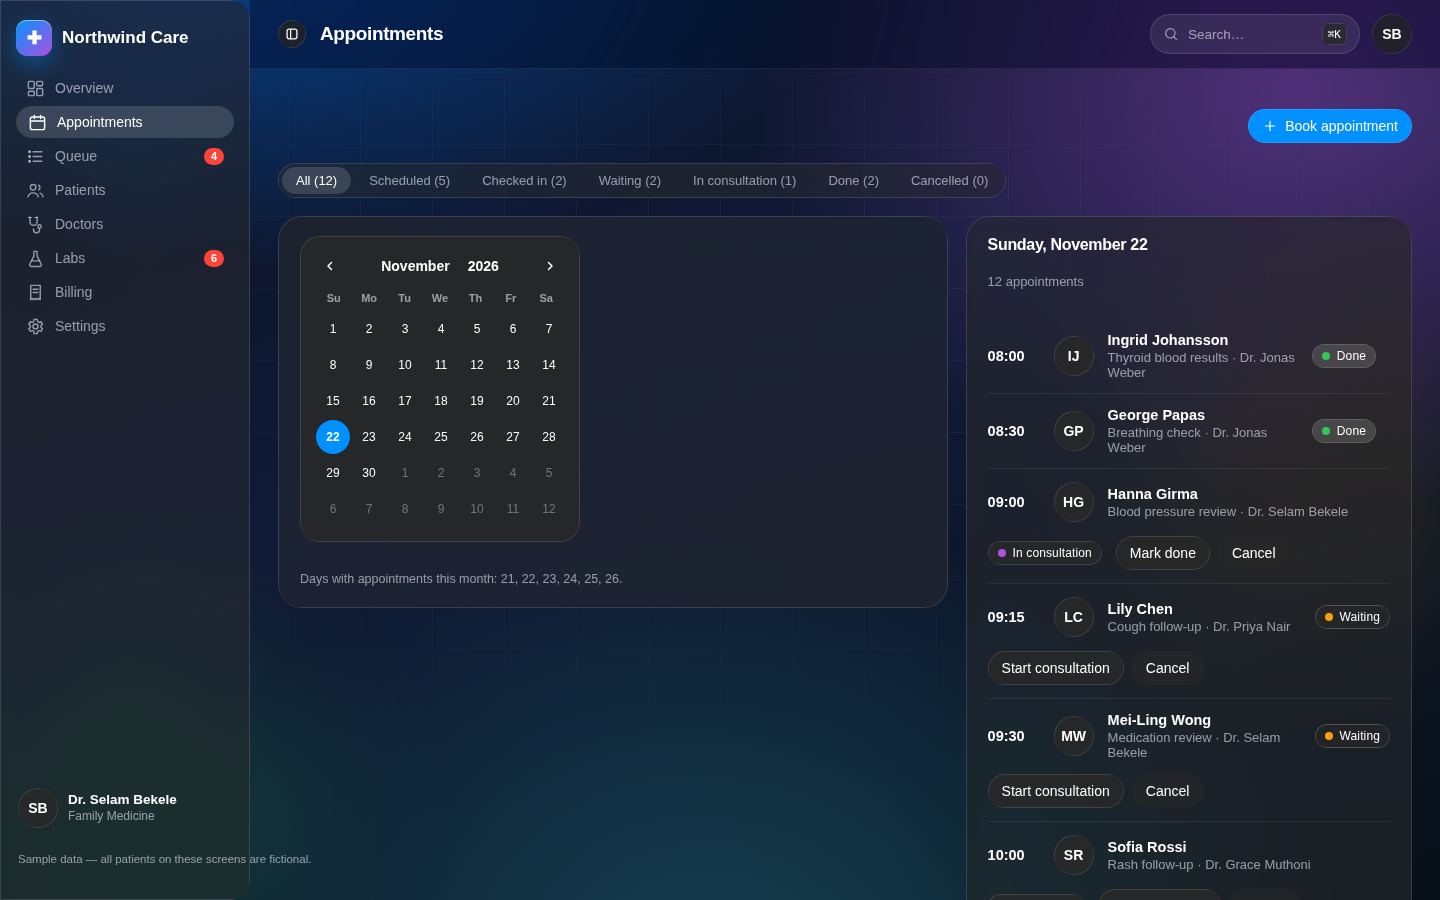 Northwind Care
Overview
Appointments
Queue 4
Patients
Doctors
Labs 6
Billing
Settings
SB Dr. Selam Bekele
Family Medicine
Sample data — all patients on these screens are fictional.
Appointments
Search… ⌘K SB
Book appointment
All (12) Scheduled (5) Checked in (2) Waiting (2) In consultation (1) Done (2) Cancelled (0)
November 2026
Su Mo Tu We Th Fr Sa
1 2 3 4 5 6 7
8 9 10 11 12 13 14
15 16 17 18 19 20 21
22 23 24 25 26 27 28
29 30 1 2 3 4 5
6 7 8 9 10 11 12
Days with appointments this month: 21, 22, 23, 24, 25, 26.
Sunday, November 22
12 appointments
08:00 IJ Ingrid Johansson
Thyroid blood results · Dr. Jonas
Weber
Done
08:30 GP George Papas
Breathing check · Dr. Jonas
Weber
Done
09:00 HG Hanna Girma
Blood pressure review · Dr. Selam Bekele
In consultation Mark done Cancel
09:15 LC Lily Chen
Cough follow-up · Dr. Priya Nair
Waiting
Start consultation Cancel
09:30 MW Mei-Ling Wong
Medication review · Dr. Selam
Bekele
Waiting
Start consultation Cancel
10:00 SR Sofia Rossi
Rash follow-up · Dr. Grace Muthoni